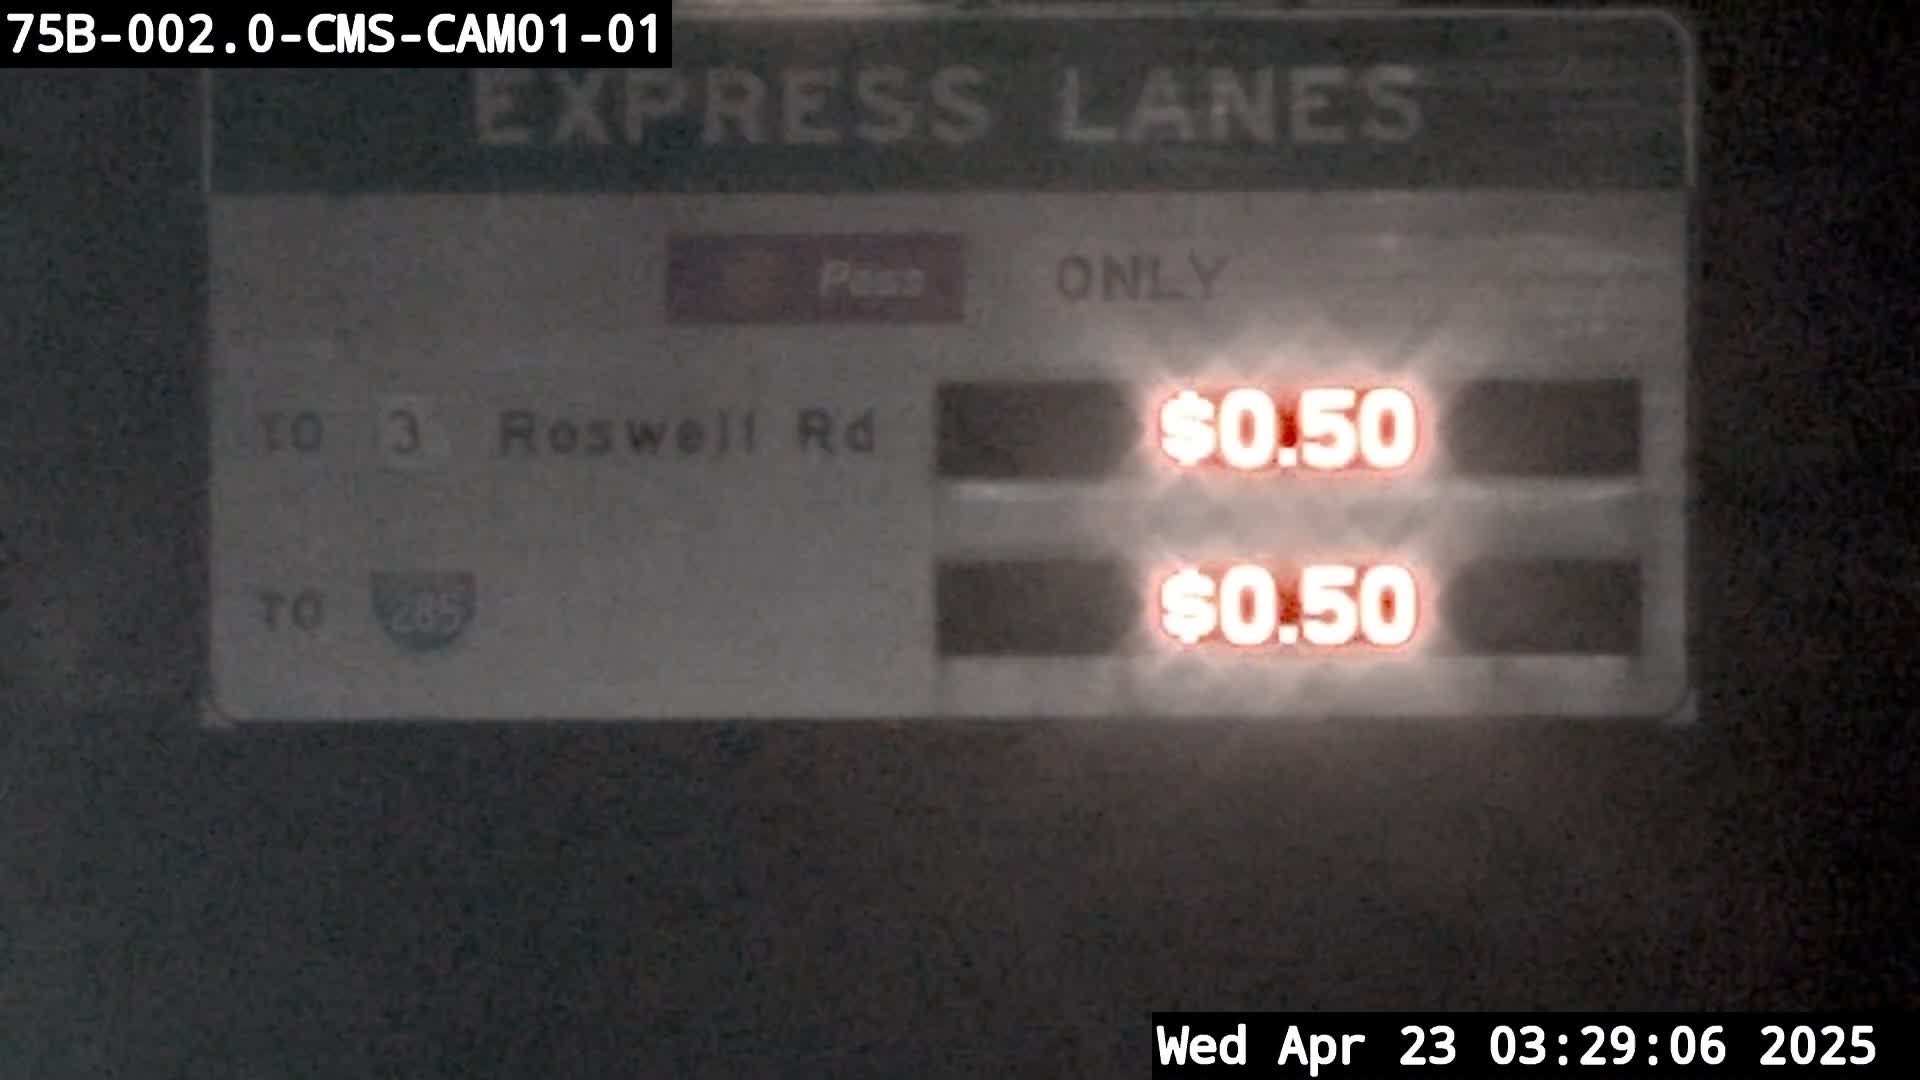 75B-002.0-CMS-CAM01-01
EXPRESS LANES
Pass ONLY
TO 3 Roswell Rd $0.50
TO 285 $0.50
Wed Apr 23 03:29:06 2025